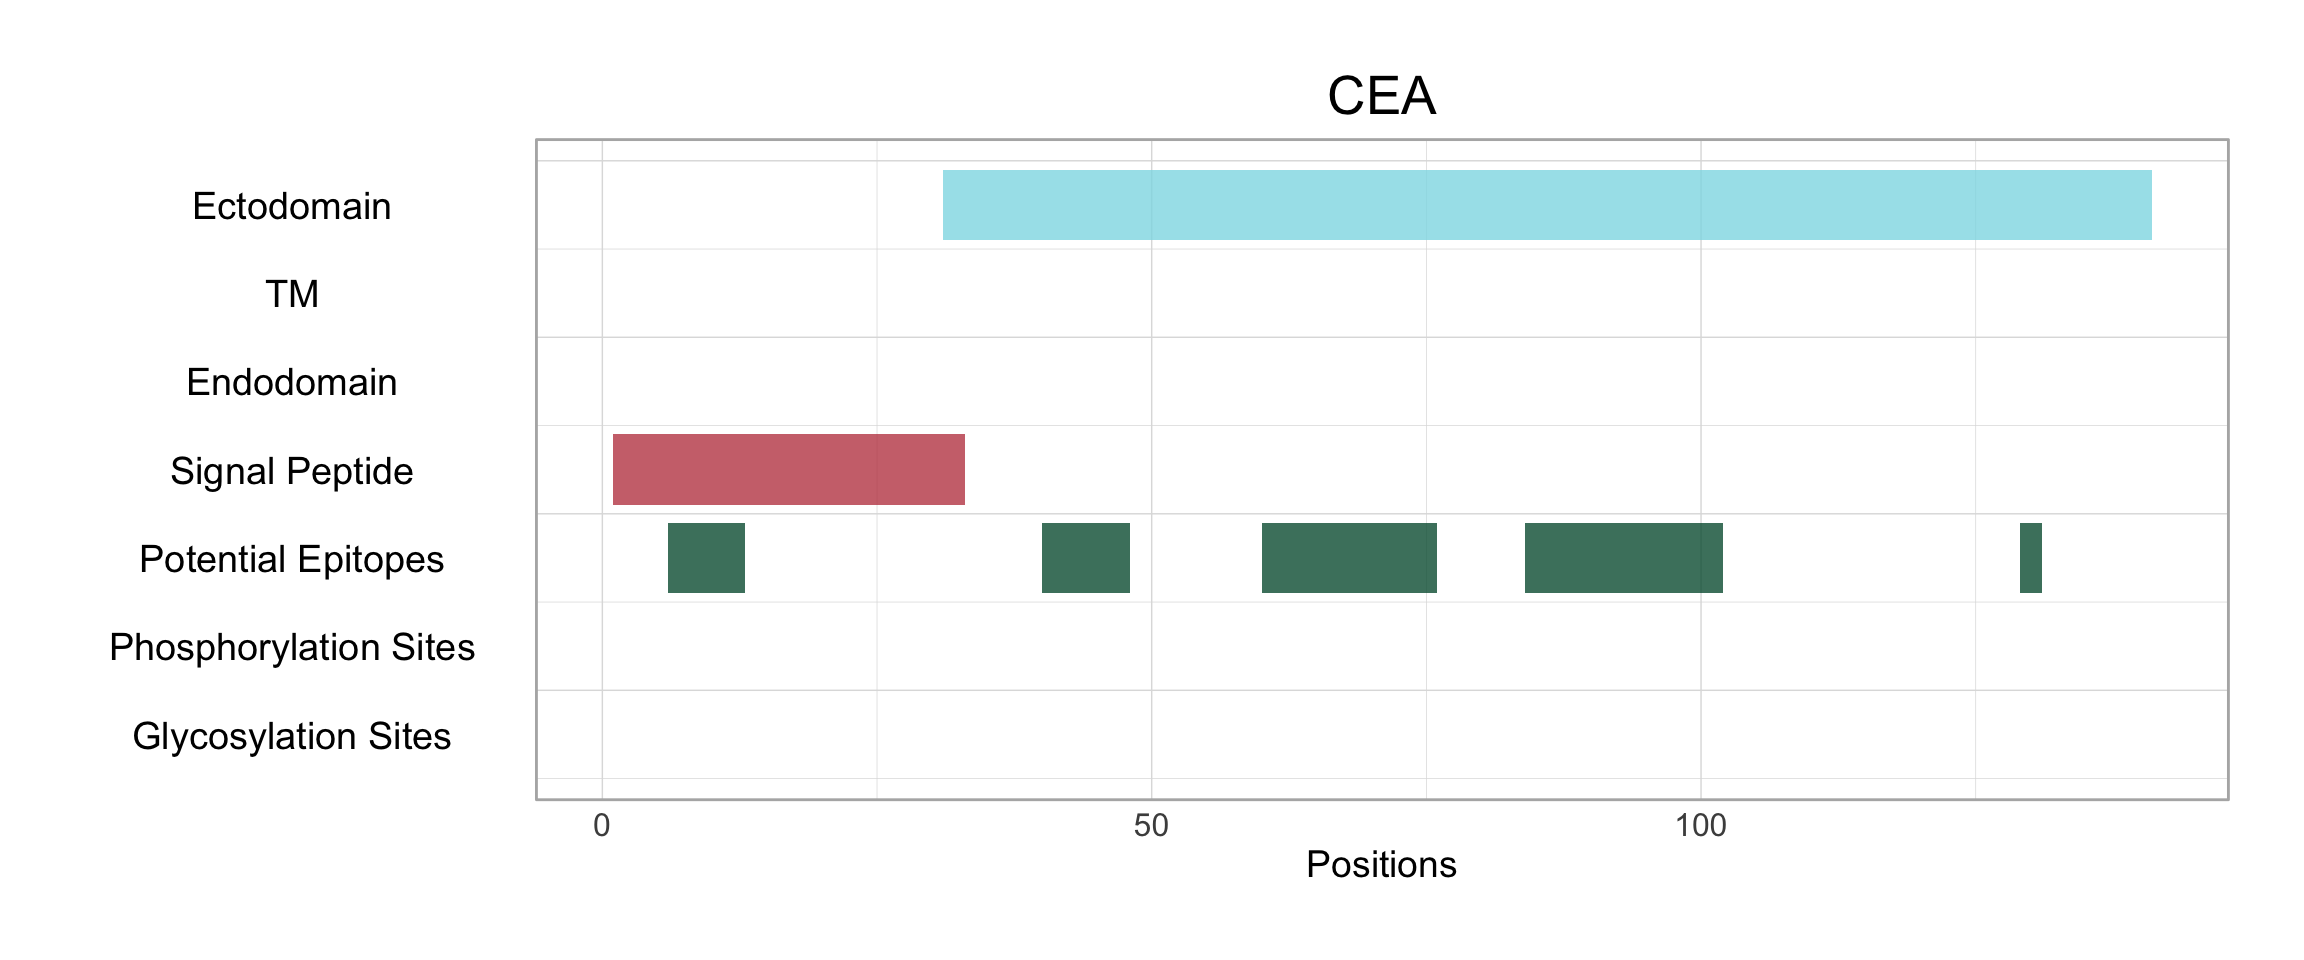 CEA
Ectodomain
TM
Endodomain
Signal Peptide
Potential Epitopes
Phosphorylation Sites
Glycosylation Sites
0 50 100
Positions